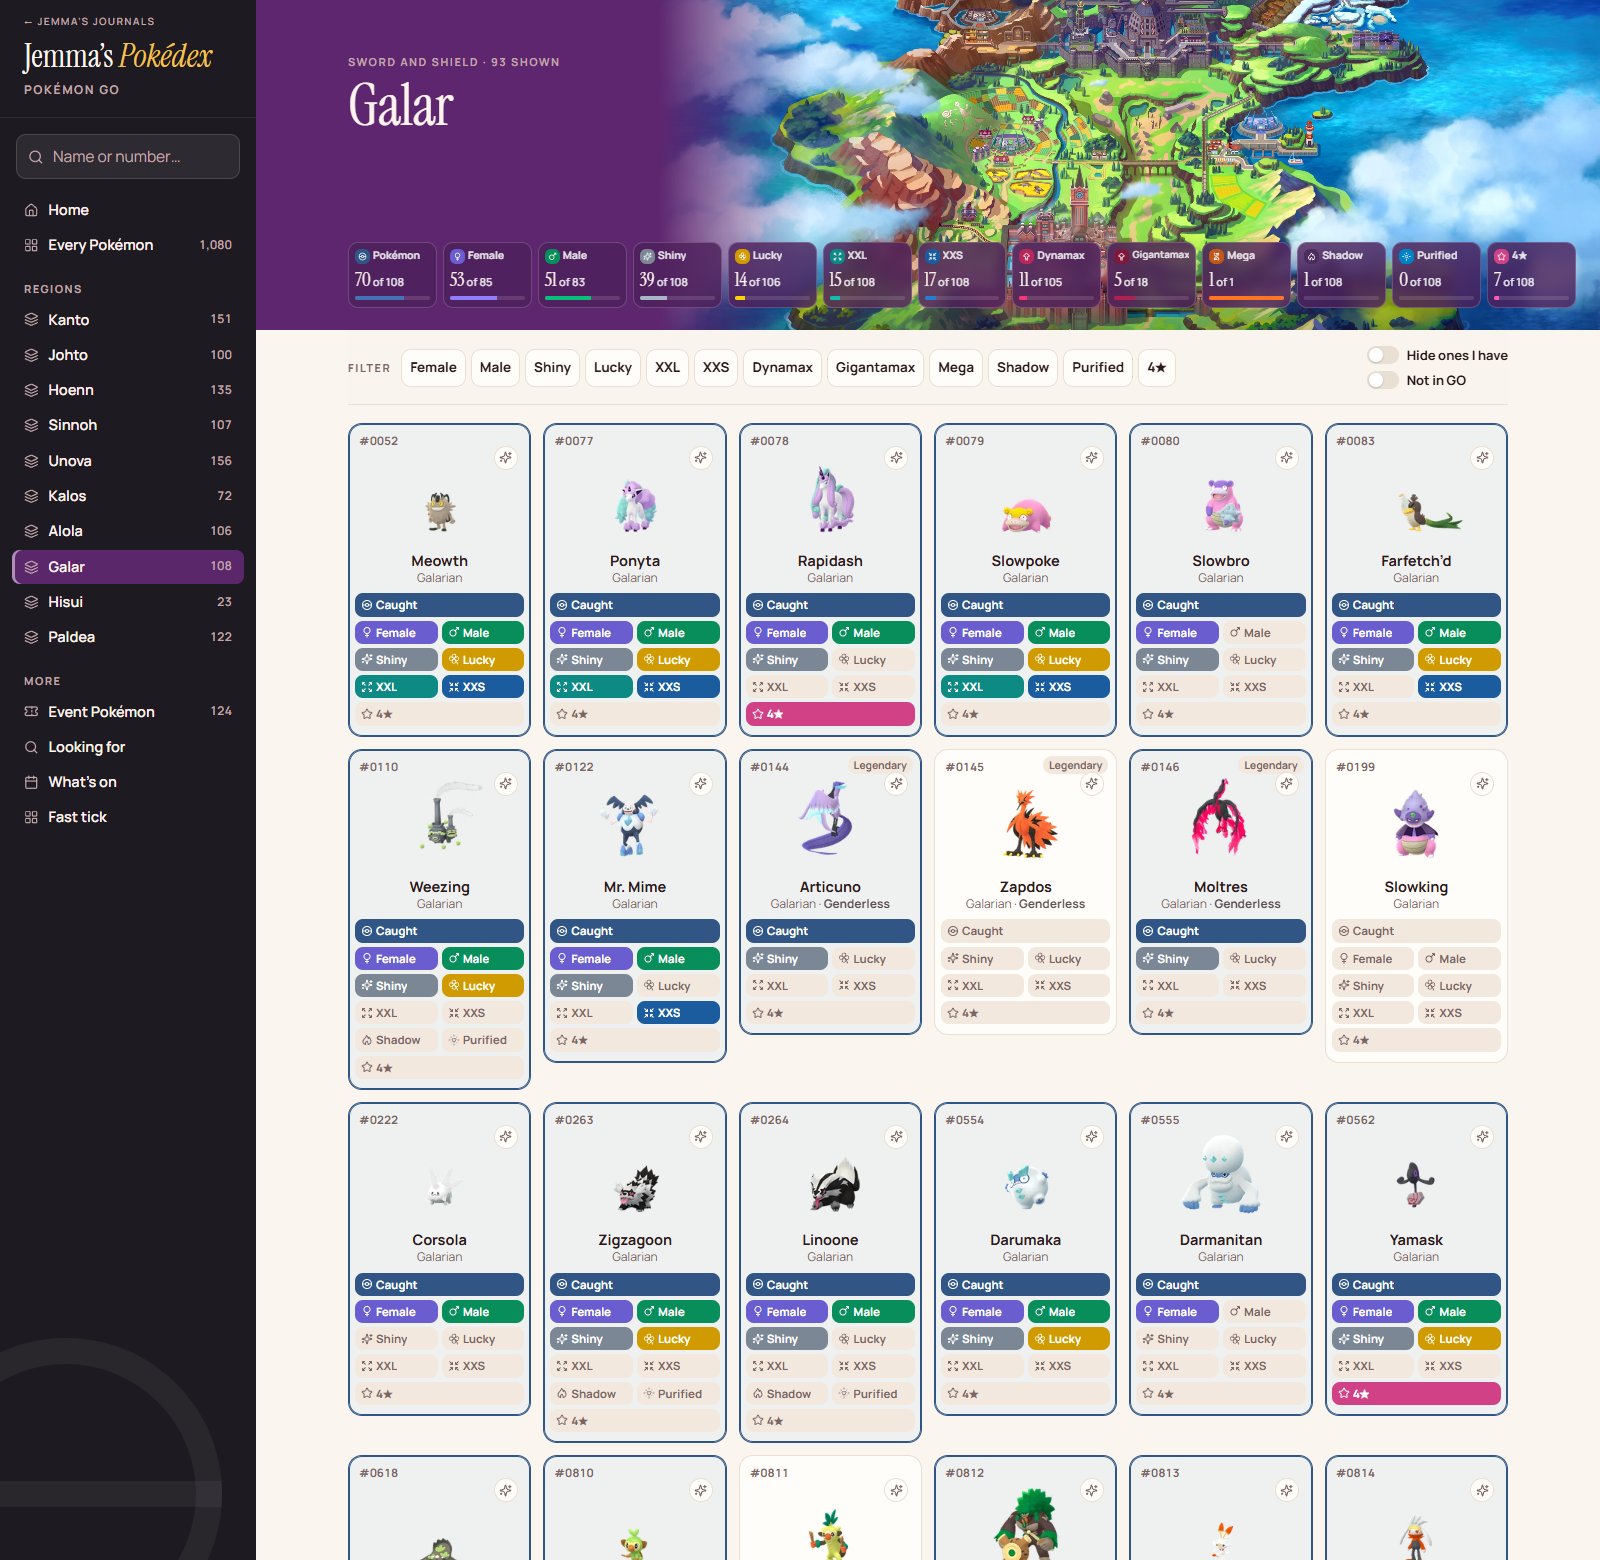 ← JEMMA'S JOURNALS
Jemma's Pokédex
POKÉMON GO
Name or number...
Home
Every Pokémon 1,080
REGIONS
Kanto 151
Johto 100
Hoenn 135
Sinnoh 107
Unova 156
Kalos 72
Alola 106
Galar 108
Hisui 23
Paldea 122
MORE
Event Pokémon 124
Looking for
What's on
Fast tick
SWORD AND SHIELD · 93 SHOWN
Galar
Pokémon Female Male Shiny Lucky XXL XXS Dynamax Gigantamax Mega Shadow Purified 4★
70 of 108 53 of 85 51 of 83 39 of 108 14 of 106 15 of 108 17 of 108 11 of 105 5 of 18 1 of 1 1 of 108 0 of 108 7 of 108
FILTER Female Male Shiny Lucky XXL XXS Dynamax Gigantamax Mega Shadow Purified 4★
Hide ones I have
Not in GO
#0052 #0077 #0078 #0079 #0080 #0083
Meowth Ponyta Rapidash Slowpoke Slowbro Farfetch'd
Galarian Galarian Galarian Galarian Galarian Galarian
Caught Caught Caught Caught Caught Caught
Female Male Female Male Female Male Female Male Female Male Female Male
Shiny Lucky Shiny Lucky Shiny Lucky Shiny Lucky Shiny Lucky Shiny Lucky
XXL XXS XXL XXS XXL XXS XXL XXS XXL XXS XXL XXS
4★ 4★ 4★ 4★ 4★ 4★
#0110 #0122 #0144 Legendary #0145 Legendary #0146 Legendary #0199
Weezing Mr. Mime Articuno Zapdos Moltres Slowking
Galarian Galarian Galarian · Genderless Galarian · Genderless Galarian · Genderless Galarian
Caught Caught Caught Caught Caught Caught
Female Male Female Male Shiny Lucky Shiny Lucky Shiny Lucky Female Male
Shiny Lucky Shiny Lucky XXL XXS XXL XXS XXL XXS Shiny Lucky
XXL XXS XXL XXS 4★ 4★ 4★ XXL XXS
Shadow Purified 4★ 4★
4★
#0222 #0263 #0264 #0554 #0555 #0562
Corsola Zigzagoon Linoone Darumaka Darmanitan Yamask
Galarian Galarian Galarian Galarian Galarian Galarian
Caught Caught Caught Caught Caught Caught
Female Male Female Male Female Male Female Male Female Male Female Male
Shiny Lucky Shiny Lucky Shiny Lucky Shiny Lucky Shiny Lucky Shiny Lucky
XXL XXS XXL XXS XXL XXS XXL XXS XXL XXS XXL XXS
4★ Shadow Purified Shadow Purified 4★ 4★ 4★
4★ 4★
#0618 #0810 #0811 #0812 #0813 #0814